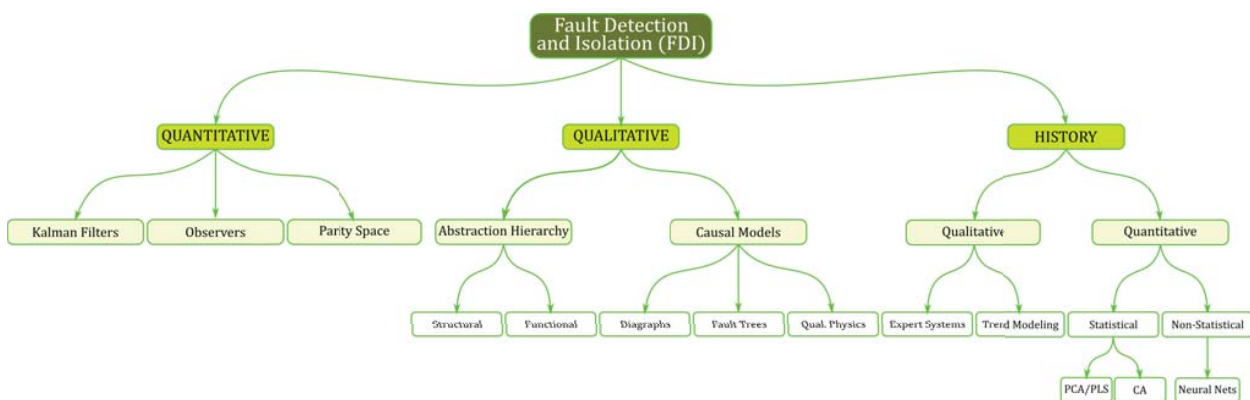 Fault Detection
and Isolation (FDI)
QUANTITATIVE
QUALITATIVE
HISTORY
Kalman Filters
Observers
Parity Space
Abstraction Hierarchy
Causal Models
Qualitative
Quantitative
Structural
Functional
Diagraphs
Fault Trees
Qual. Physics
Expert Systems
Trend Modeling
Statistical
Non-Statistical
PCA/PLS
CA
Neural Nets